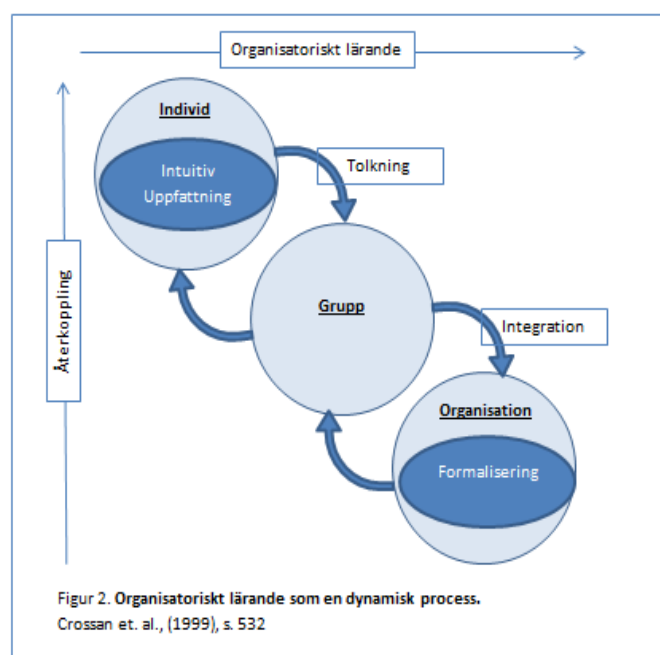 Organisatoriskt lärande
Individ
Intuitiv
Uppfattning
Tolkning
Återkoppling
Grupp
Integration
Organisation
Formalisering
Figur 2. Organisatoriskt lärande som en dynamisk process.
Crossan et. al., (1999), s. 532